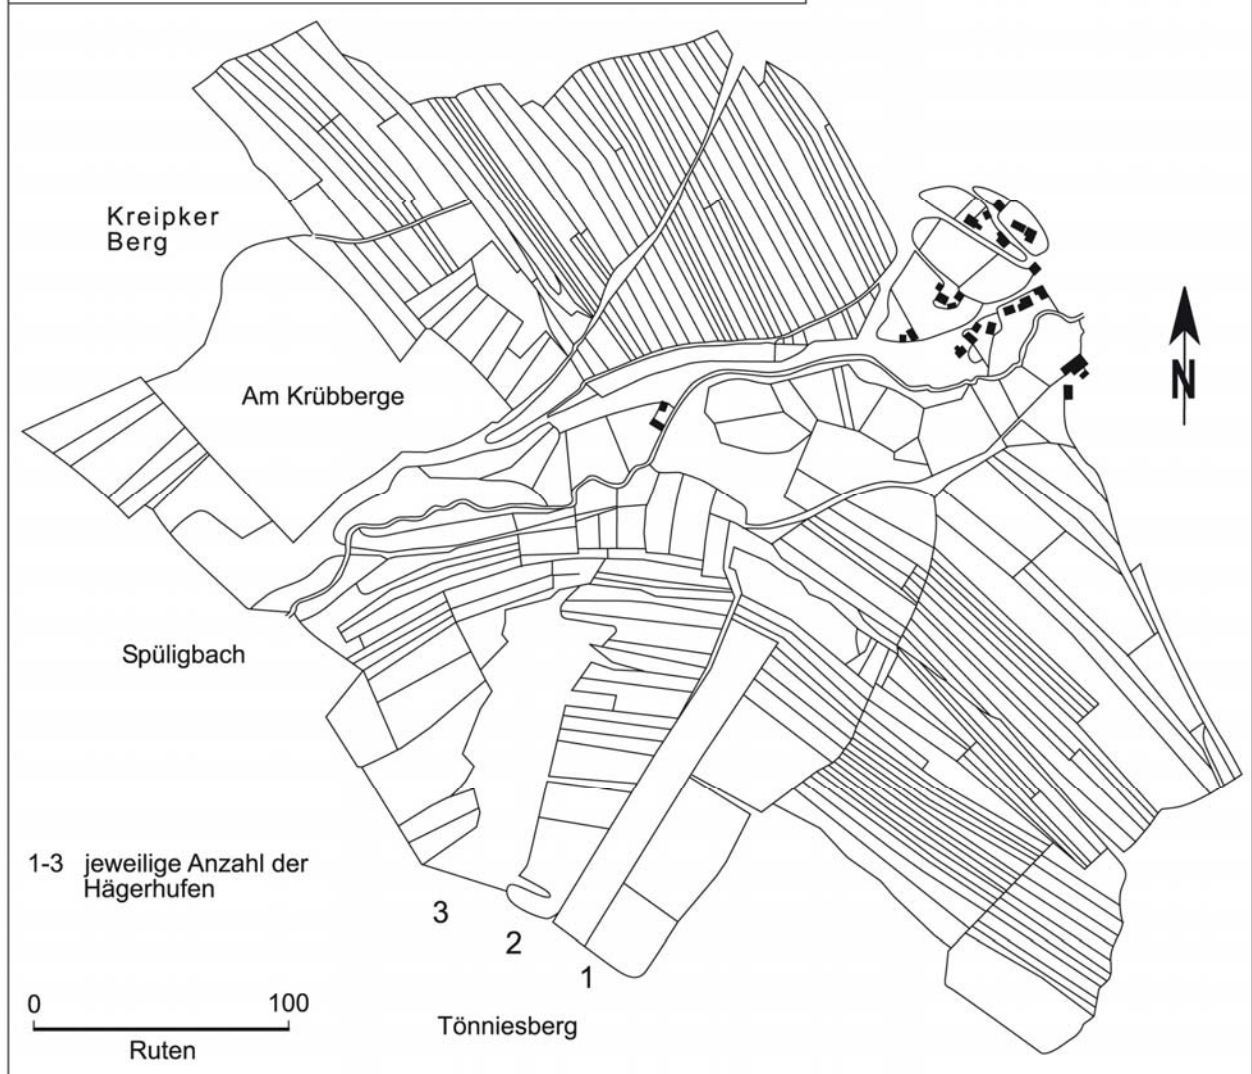 Kreipker
Berg
Am Krübberge
N
Spüligbach
1-3 jeweilige Anzahl der
Hägerhufen
3
2
1
0 100
Ruten
Tönniesberg